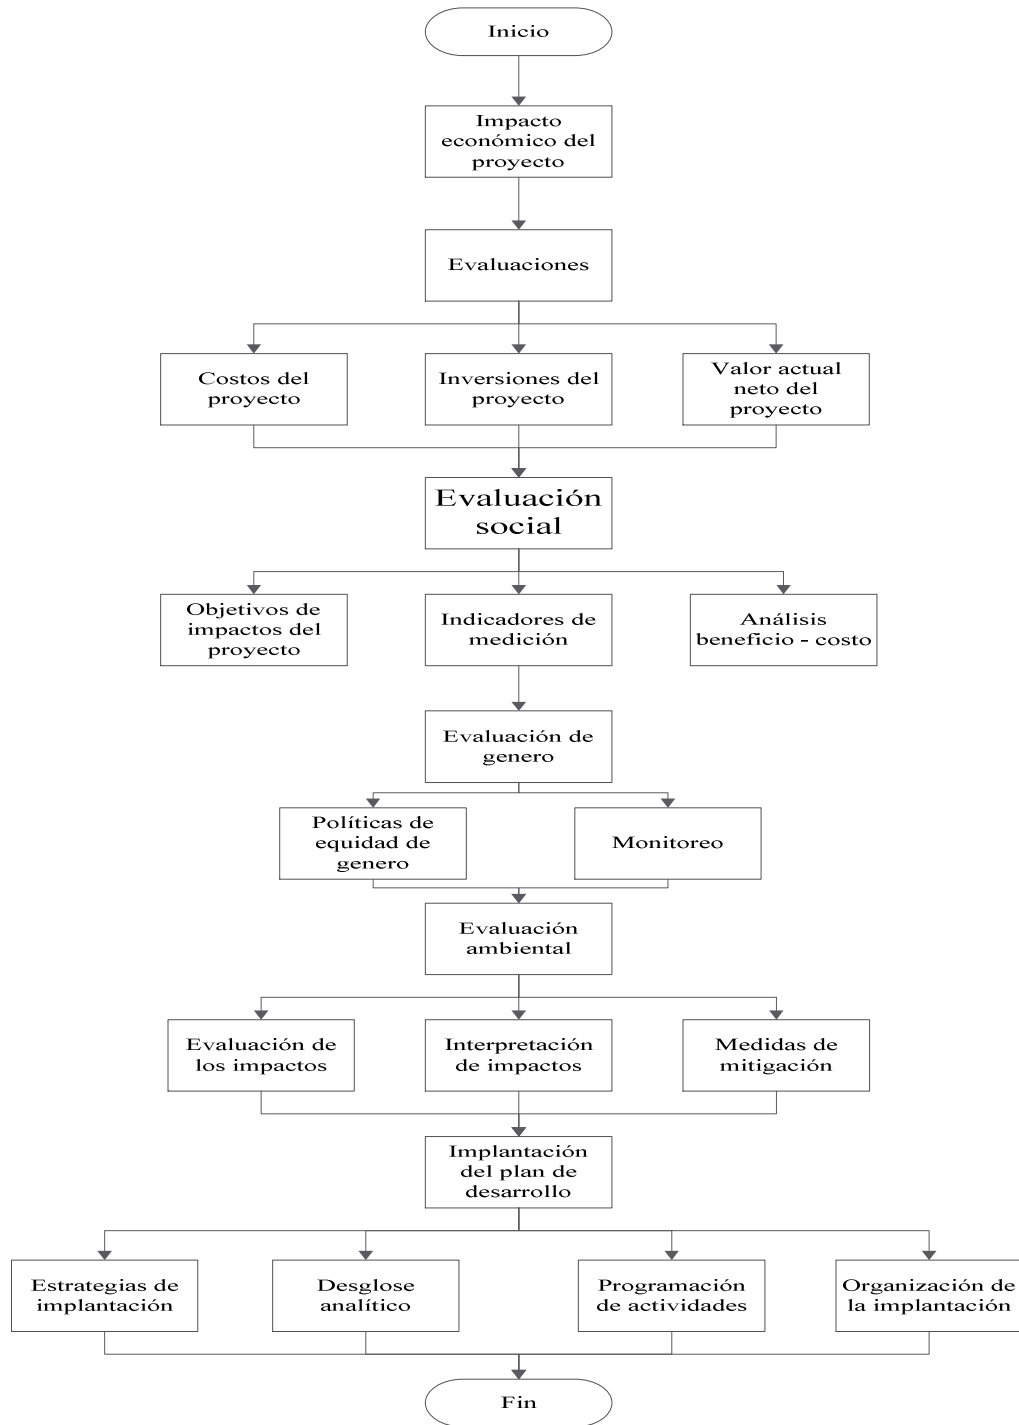 Inicio
Impacto
económico del
proyecto
Evaluaciones
Costos del
proyecto
Inversiones del
proyecto
Valor actual
neto del
proyecto
Evaluación
social
Objetivos de
impactos del
proyecto
Indicadores de
medición
Análisis
beneficio - costo
Evaluación de
genero
Políticas de
equidad de
genero
Monitoreo
Evaluación
ambiental
Evaluación de
los impactos
Interpretación
de impactos
Medidas de
mitigación
Implantación
del plan de
desarrollo
Estrategias de
implantación
Desglose
analítico
Programación
de actividades
Organización de
la implantación
Fin